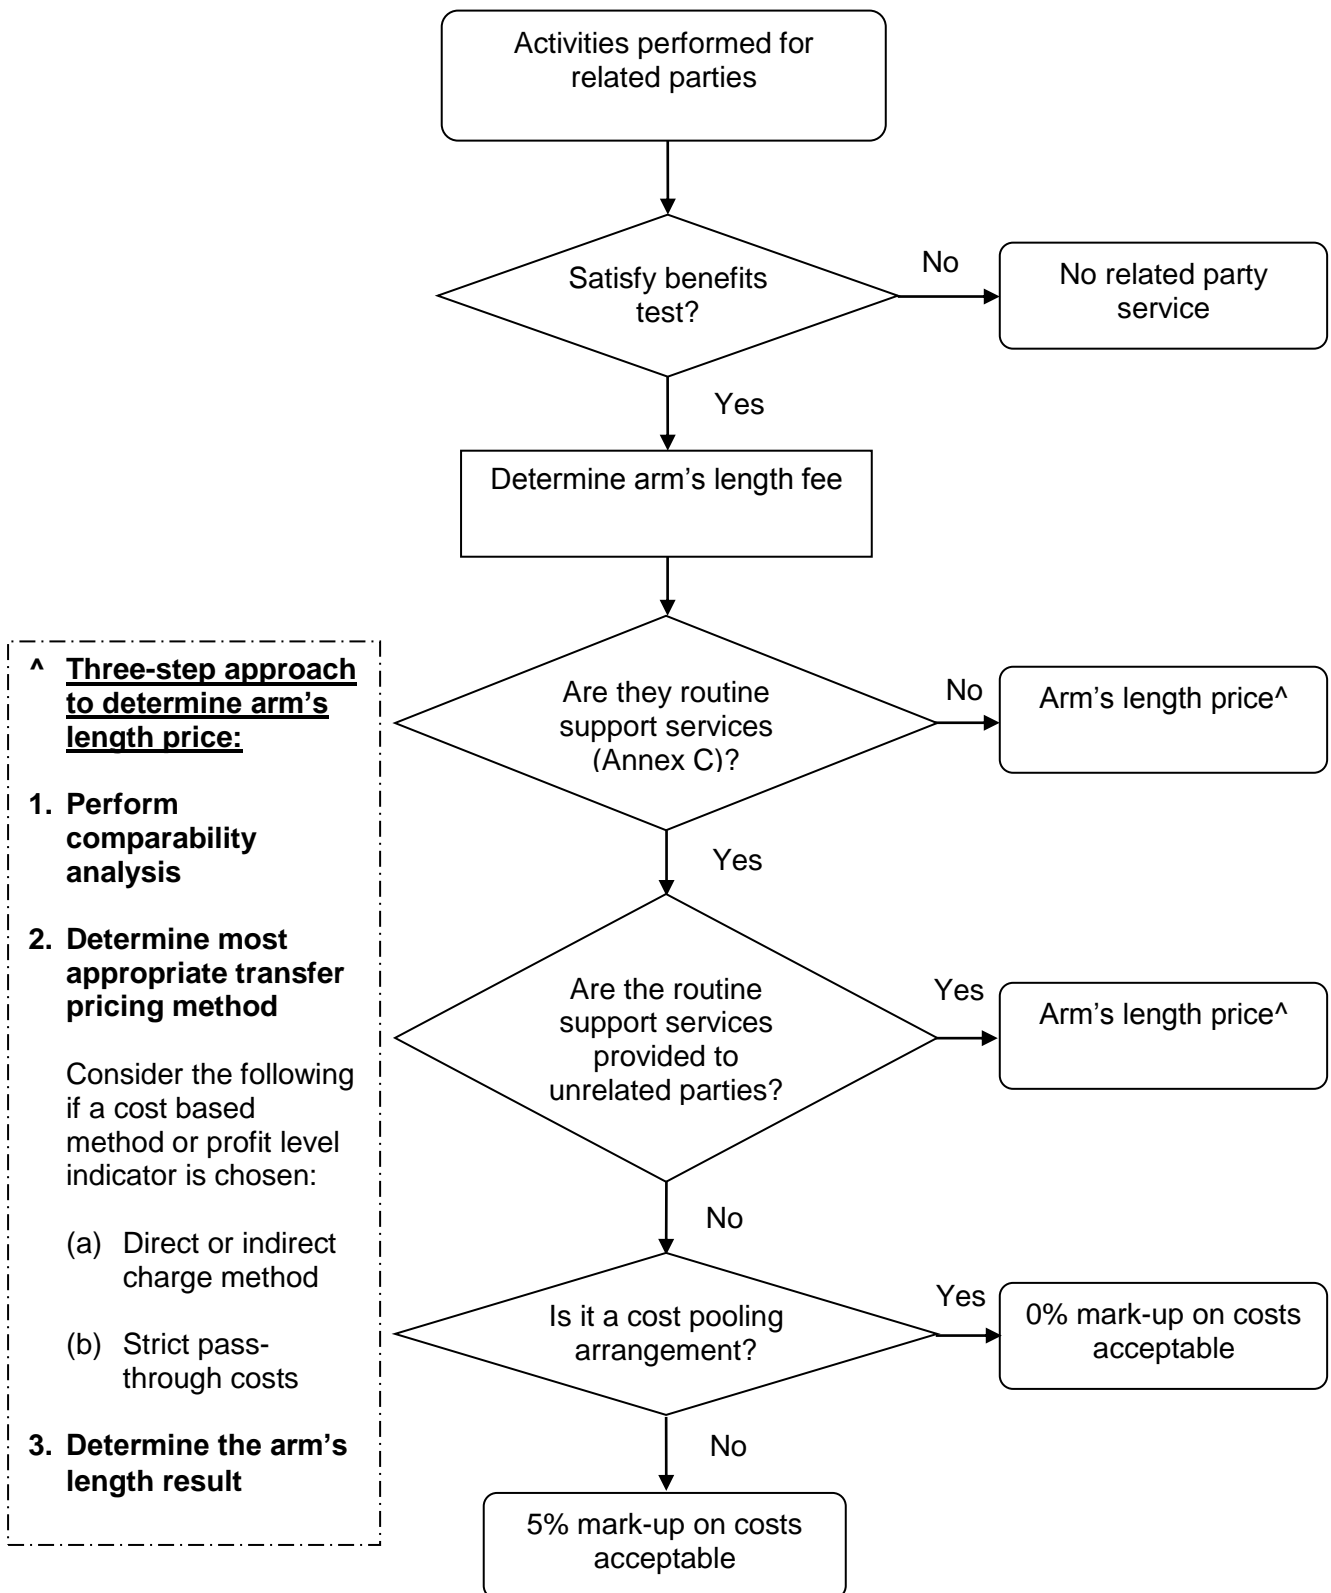 Activities performed for
related parties
Satisfy benefits
test?
No
No related party
service
Yes
Determine arm's length fee
Are they routine
support services
(Annex C)?
No
Arm's length price^
Yes
Are the routine
support services
provided to
unrelated parties?
Yes
Arm's length price^
No
Is it a cost pooling
arrangement?
Yes
0% mark-up on costs
acceptable
No
5% mark-up on costs
acceptable
^ Three-step approach
to determine arm's
length price:
1. Perform
comparability
analysis
2. Determine most
appropriate transfer
pricing method
Consider the following
if a cost based
method or profit level
indicator is chosen:
(a) Direct or indirect
charge method
(b) Strict pass-
through costs
3. Determine the arm's
length result